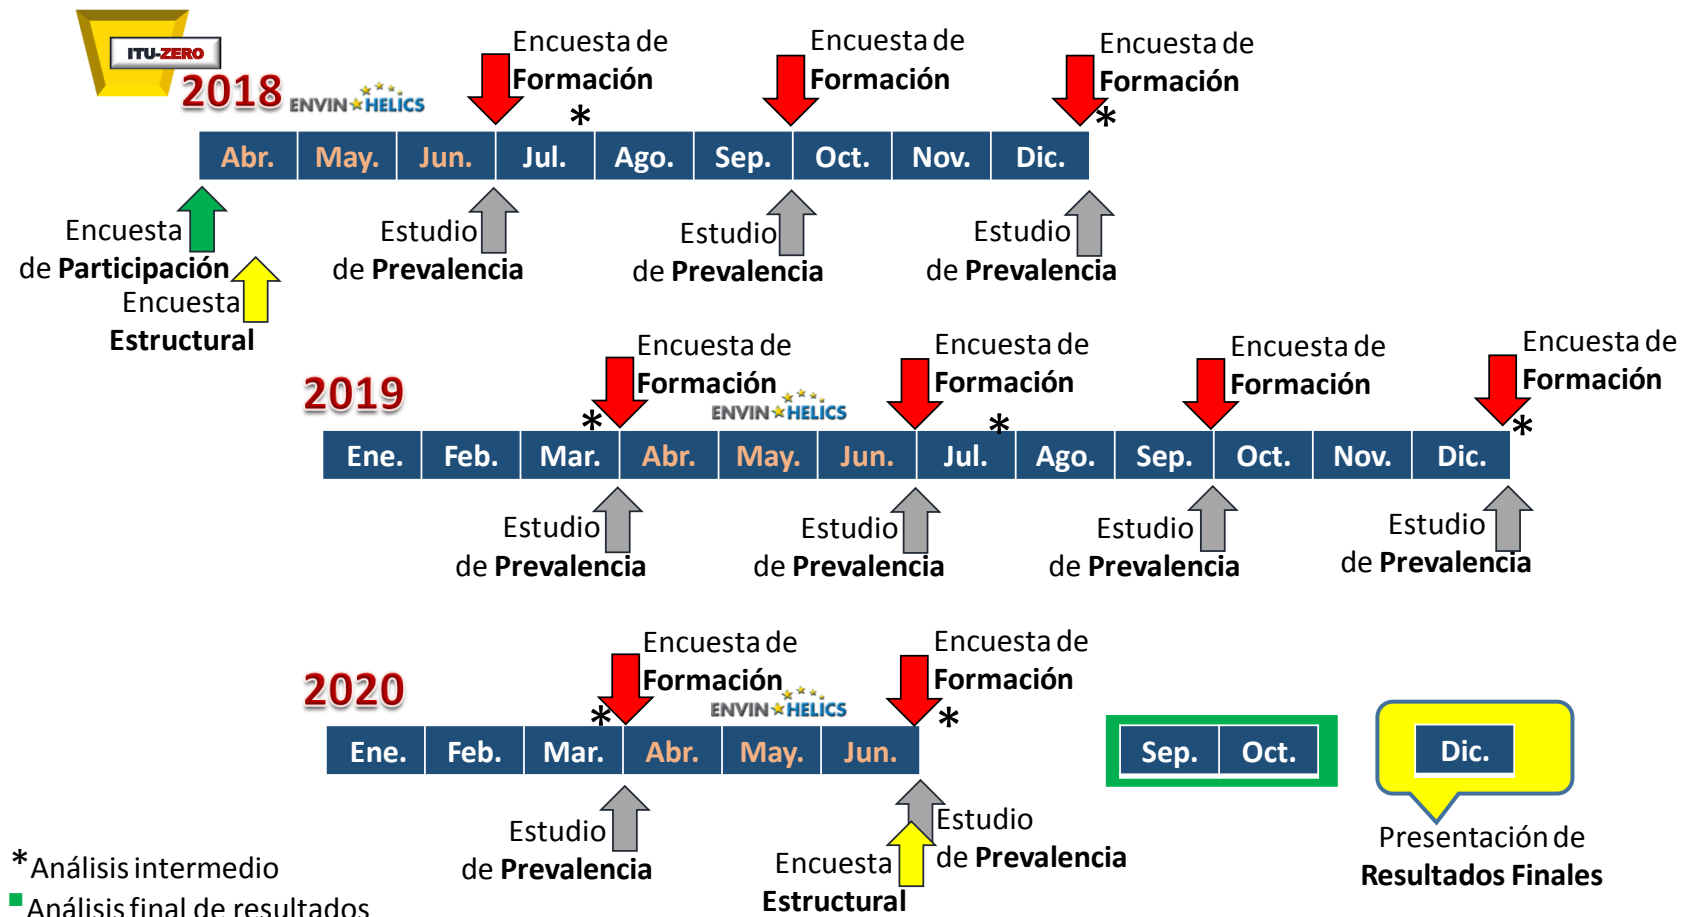 ITU-ZERO
2018
ENVIN HELICS
Encuesta de
Formación
Encuesta de
Formación
Encuesta de
Formación
*
*
Abr. May. Jun. Jul. Ago. Sep. Oct. Nov. Dic.
Encuesta
de Participación
Encuesta
Estructural
Estudio
de Prevalencia
Estudio
de Prevalencia
Estudio
de Prevalencia
2019
Encuesta de
Formación
ENVIN HELICS
Encuesta de
Formación
Encuesta de
Formación
Encuesta de
Formación
*
*
*
Ene. Feb. Mar. Abr. May. Jun. Jul. Ago. Sep. Oct. Nov. Dic.
Estudio
de Prevalencia
Estudio
de Prevalencia
Estudio
de Prevalencia
Estudio
de Prevalencia
2020
Encuesta de
Formación
ENVIN HELICS
Encuesta de
Formación
*
*
Ene. Feb. Mar. Abr. May. Jun.
Sep. Oct.
Dic.
Estudio
de Prevalencia
Estudio
de Prevalencia
Encuesta
Estructural
Presentación de
Resultados Finales
*Análisis intermedio
Análisis final de resultados